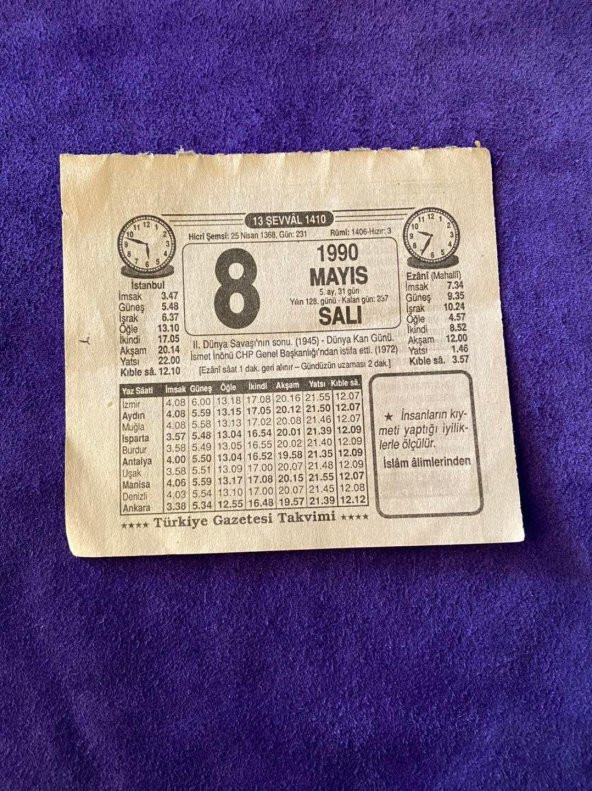 13 ŞEVVÂL 1410
Hicrî Şemsî: 25 Nisan 1368, Gün: 231 Rûmî: 1406-Hızır: 3
8
1990
MAYIS
5. ay, 31 gün
Yılın 128. günü - Kalan gün: 237
SALI
İstanbul
İmsak 3.47
Güneş 5.48
İşrak 6.37
Öğle 13.10
İkindi 17.05
Akşam 20.14
Yatsı 22.00
Kıble sâ. 12.10
Ezânî (Mahallî)
İmsak 7.34
Güneş 9.35
İşrak 10.24
Öğle 4.57
İkindi 8.52
Akşam 12.00
Yatsı 1.46
Kıble sâ. 3.57
II. Dünya Savaşı'nın sonu. (1945) - Dünya Kan Günü.
İsmet İnönü CHP Genel Başkanlığı'ndan istifa etti. (1972)
[Ezânî sâat 1 dak. geri alınır – Gündüzün uzaması 2 dak.]
Yaz Sâati İmsak Güneş Öğle İkindi Akşam Yatsı Kıble sâ.
İzmir 4.08 6.00 13.18 17.08 20.16 21.55 12.07
Aydın 4.08 5.59 13.15 17.05 20.12 21.50 12.07
Muğla 4.08 5.58 13.13 17.02 20.08 21.46 12.07
Isparta 3.57 5.48 13.04 16.54 20.01 21.39 12.09
Burdur 3.58 5.49 13.05 16.55 20.02 21.40 12.09
Antalya 4.00 5.50 13.04 16.52 19.58 21.35 12.09
Uşak 3.58 5.51 13.09 17.00 20.07 21.48 12.09
Manisa 4.06 5.59 13.17 17.08 20.15 21.55 12.07
Denizli 4.03 5.54 13.10 17.00 20.07 21.45 12.08
Ankara 3.38 5.34 12.55 16.48 19.57 21.39 12.12
★ İnsanların kıy-
meti yaptığı iyilik-
lerle ölçülür.
İslâm âlimlerinden
★★★★ Türkiye Gazetesi Takvimi ★★★★